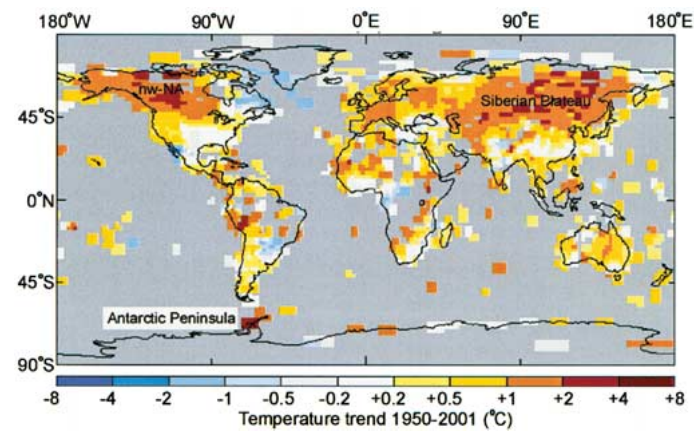 180°W 90°W 0°E 90°E 180°E
hw-NA
Siberian Plateau
45°S
0°N
45°S
Antarctic Peninsula
90°S
-8 -4 -2 -1 -0.5 -0.2 +0.2 +0.5 +1 +2 +4 +8
Temperature trend 1950-2001 (°C)